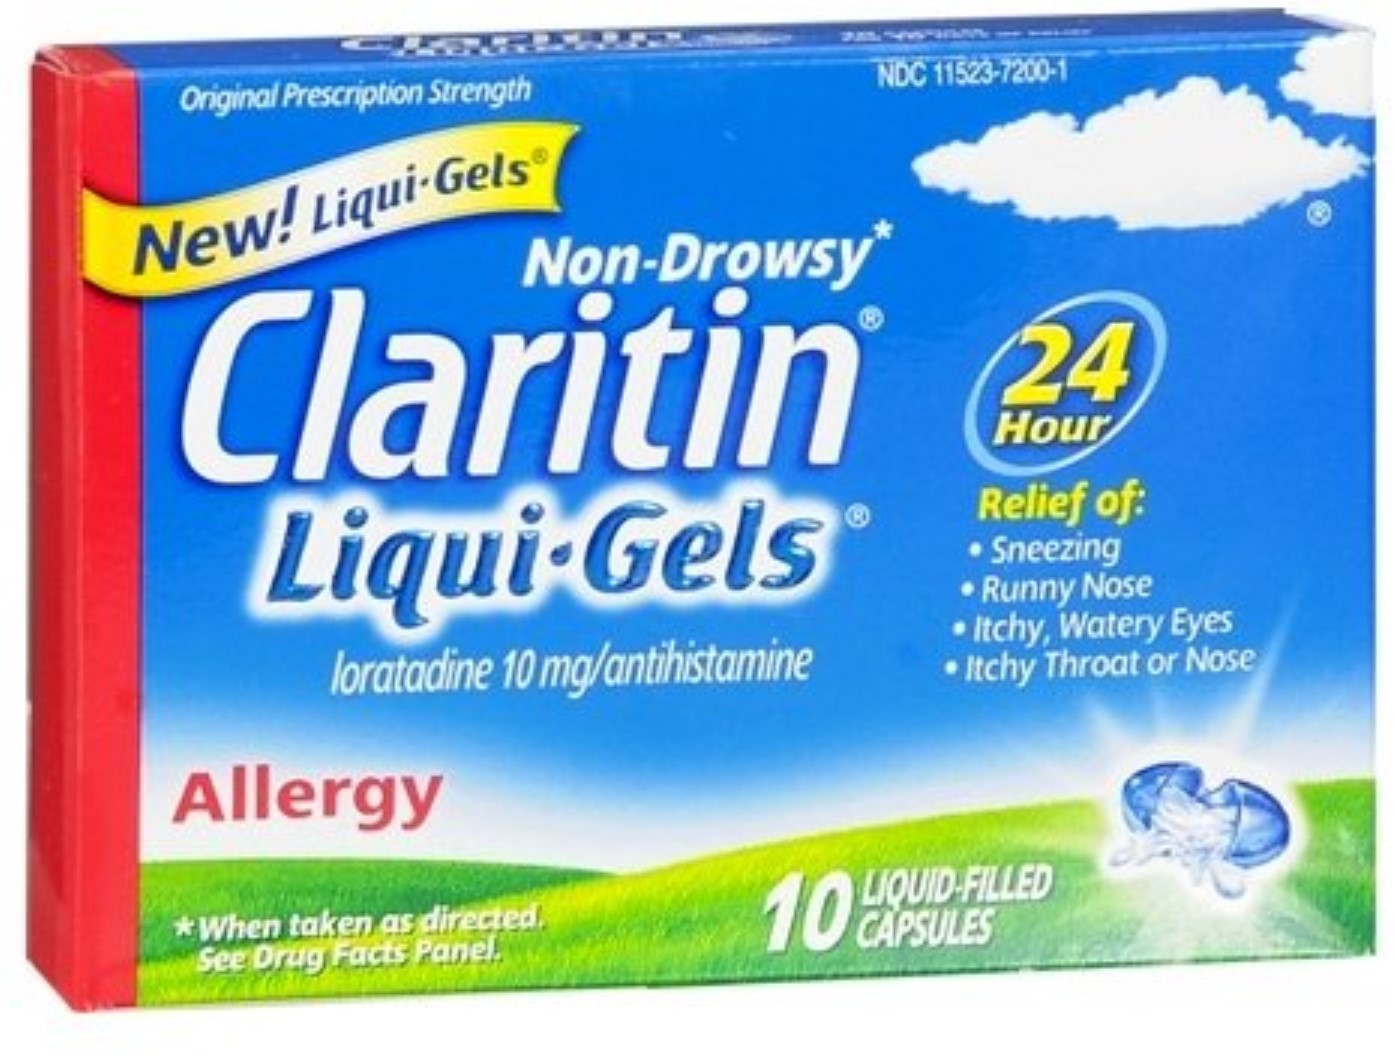 Claritin
Original Prescription Strength
NDC 11523-7200-1
New! Liqui·Gels®
Non-Drowsy*
Claritin®
Liqui·Gels®
loratadine 10 mg/antihistamine
24
Hour
Relief of:
• Sneezing
• Runny Nose
• Itchy, Watery Eyes
• Itchy Throat or Nose
®
Allergy
10 LIQUID-FILLED
CAPSULES
*When taken as directed.
See Drug Facts Panel.